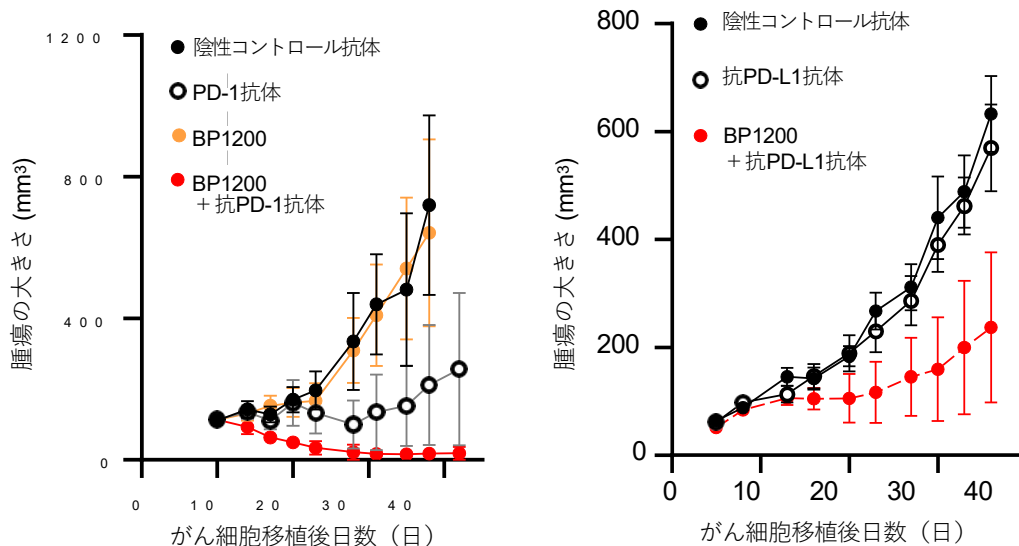 1200
800
400
0
腫瘍の大きさ (mm³)
陰性コントロール抗体
PD-1抗体
BP1200
BP1200
＋抗PD-1抗体
0 10 20 30 40
がん細胞移植後日数（日）
800
600
400
200
0
腫瘍の大きさ (mm³)
陰性コントロール抗体
抗PD-L1抗体
BP1200
＋抗PD-L1抗体
0 10 20 30 40
がん細胞移植後日数（日）